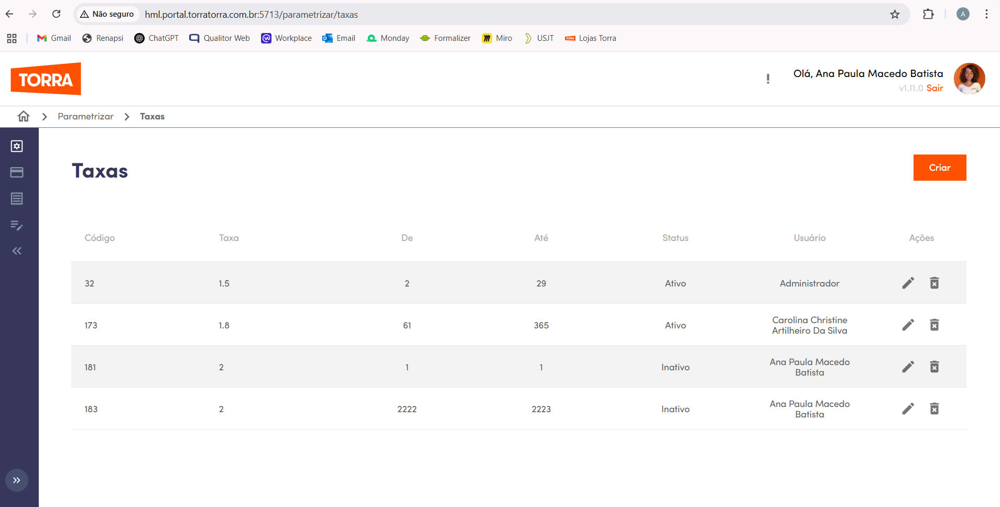 Não seguro
hml.portal.torratorra.com.br:5713/parametrizar/taxas
A
Gmail
Renapsi
ChatGPT
Qualitor Web
Workplace
Email
Monday
Formalizer
Miro
USJT
Lojas Torra
TORRA
Olá, Ana Paula Macedo Batista
v1.11.0 Sair
Parametrizar
Taxas
Taxas
Criar
Código Taxa De Até Status Usuário Ações
32 1.5 2 29 Ativo Administrador
173 1.8 61 365 Ativo Carolina Christine
Artilheiro Da Silva
181 2 1 1 Inativo Ana Paula Macedo
Batista
183 2 2222 2223 Inativo Ana Paula Macedo
Batista